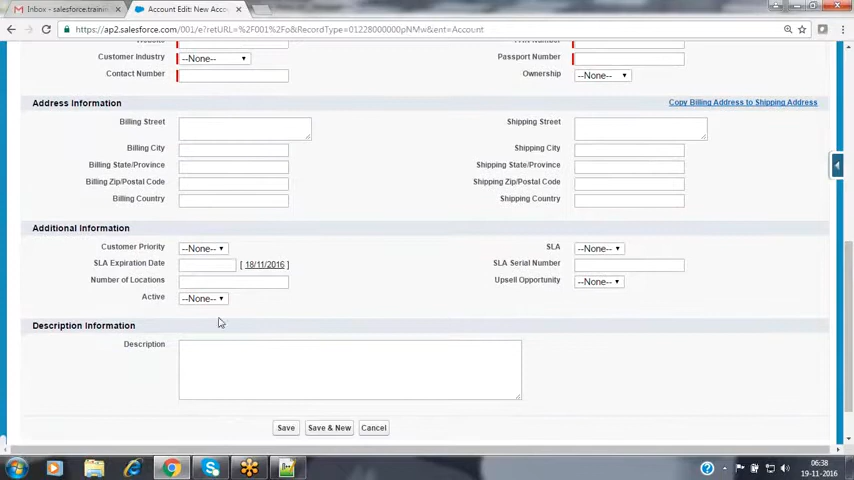 Inbox - salesforce.trainin
Account Edit: New Acco
https://ap2.salesforce.com/001/e?retURL=%2F001%2Fo&RecordType=01228000000pNMw&ent=Account
Customer Industry --None-- Passport Number
Contact Number Ownership --None--
Address Information Copy Billing Address to Shipping Address
Billing Street Shipping Street
Billing City Shipping City
Billing State/Province Shipping State/Province
Billing Zip/Postal Code Shipping Zip/Postal Code
Billing Country Shipping Country
Additional Information
Customer Priority --None-- SLA --None--
SLA Expiration Date [ 18/11/2016 ] SLA Serial Number
Number of Locations Upsell Opportunity --None--
Active --None--
Description Information
Description
Save Save & New Cancel
06:38
19-11-2016